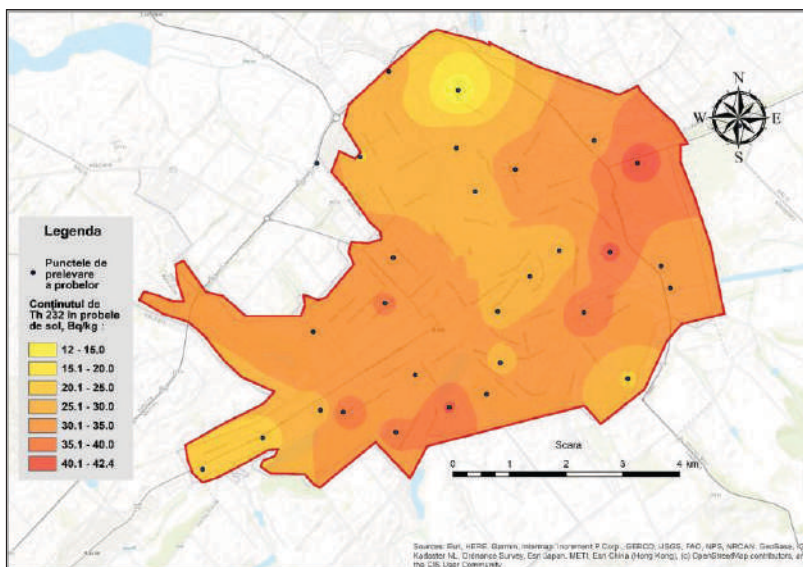 N
W E
S
Legenda
Punctele de
prelevare
a probelor
Conținutul de
Th 232 in probele
de sol, Bq/kg :
12 - 15.0
15.1 - 20.0
20.1 - 25.0
25.1 - 30.0
30.1 - 35.0
35.1 - 40.0
40.1 - 42.4
Scara
0 1 2 3 4 km
Sources: Esri, HERE, Garmin, Intermap, increment P Corp., GEBCO, USGS, FAO, NPS, NRCAN, GeoBase,
Kadaster NL, Ordnance Survey, Esri Japan, METI, Esri China (Hong Kong), (c) OpenStreetMap contributors,
the GIS User Community